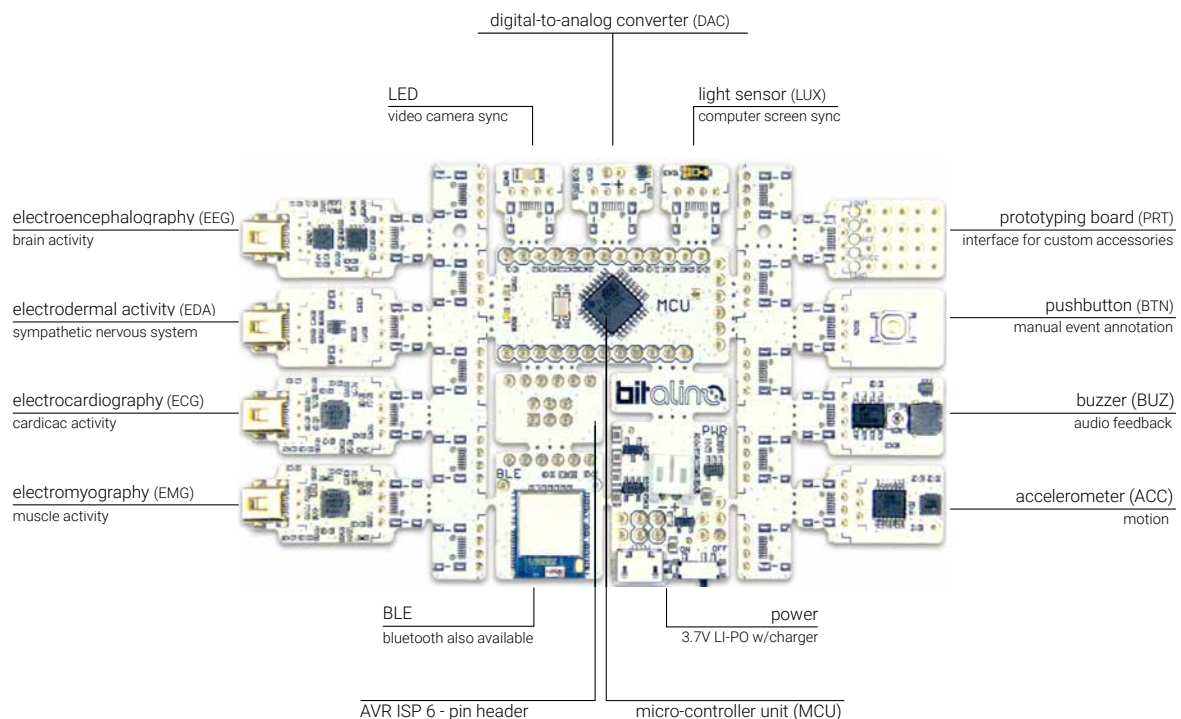 digital-to-analog converter (DAC)
LED
video camera sync
light sensor (LUX)
computer screen sync
electroencephalography (EEG)
brain activity
prototyping board (PRT)
interface for custom accessories
electrodermal activity (EDA)
sympathetic nervous system
MCU
pushbutton (BTN)
manual event annotation
electrocardiography (ECG)
cardicac activity
bitalino
buzzer (BUZ)
audio feedback
PWR
BLE
electromyography (EMG)
muscle activity
accelerometer (ACC)
motion
ON OFF
BLE
bluetooth also available
power
3.7V LI-PO w/charger
AVR ISP 6 - pin header
micro-controller unit (MCU)